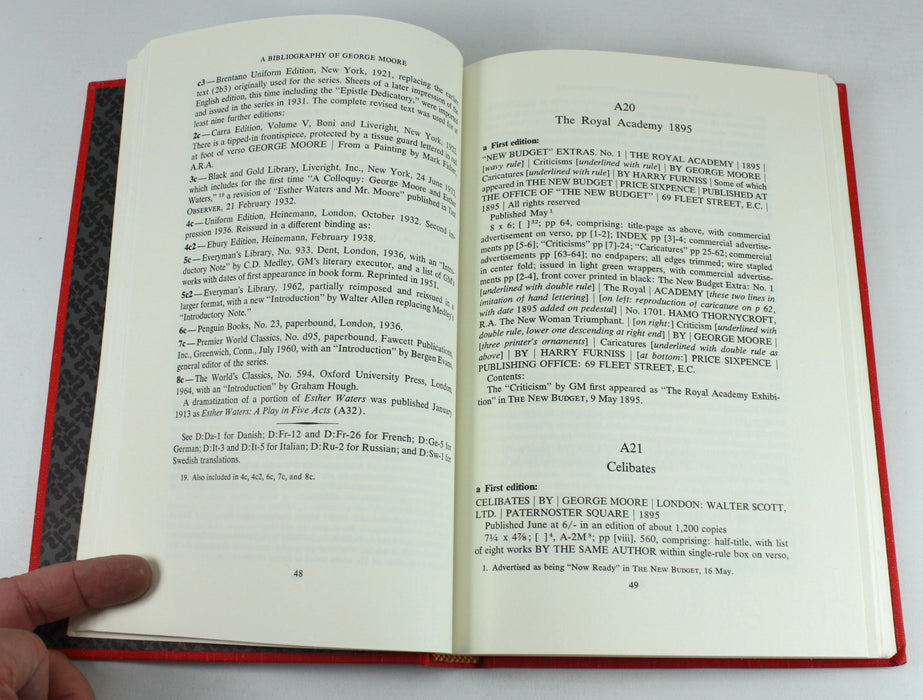 A BIBLIOGRAPHY OF GEORGE MOORE
c3—Brentano Uniform Edition, New York, 1921, replacing the earlier
text (2b3) originally used for the series. Sheets of a later impression of the
English edition, this time including the "Epistle Dedicatory," were imported
and issued in the series in 1931. The complete revised text was used for at
least nine further editions:
2c—Carra Edition, Volume V, Boni and Liveright, New York, 1922.
There is a tipped-in frontispiece, protected by a tissue guard lettered in red
at foot of verso GEORGE MOORE | From a Painting by Mark Fisher,
A.R.A.
3c—Black and Gold Library, Liveright, Inc., New York, 24 June 1932,
which includes for the first time "A Colloquy: George Moore and Esther
Waters," 19 a revision of "Esther Waters and Mr. Moore" published in THE
OBSERVER, 21 February 1932.
4c—Uniform Edition, Heinemann, London, October 1932. Second im-
pression 1936. Reissued in a different binding as:
4c2—Ebury Edition, Heinemann, February 1938.
5c—Everyman's Library, No. 933, Dent, London, 1936, with an "Intro-
ductory Note" by C.D. Medley, GM's literary executor, and a list of GM's
works with dates of first appearance in book form. Reprinted in 1951.
5c2—Everyman's Library, 1962, partially reimposed and reissued in a
larger format, with a new "Introduction" by Walter Allen replacing Medley's
"Introductory Note."
6c—Penguin Books, No. 23, paperbound, London, 1936.
7c—Premier World Classics, No. d95, paperbound, Fawcett Publications,
Inc., Greenwich, Conn., July 1960, with an "Introduction" by Bergen Evans,
general editor of the series.
8c—The World's Classics, No. 594, Oxford University Press, London,
1964, with an "Introduction" by Graham Hough.
A dramatization of a portion of Esther Waters was published January
1913 as Esther Waters: A Play in Five Acts (A32).
See D:Da-1 for Danish; D:Fr-12 and D:Fr-26 for French; D:Ge-5 for
German; D:It-3 and D:It-5 for Italian; D:Ru-2 for Russian; and D:Sw-1 for
Swedish translations.
19. Also included in 4c, 4c2, 6c, 7c, and 8c.
48
A20
The Royal Academy 1895
a First edition:
"NEW BUDGET" EXTRAS. No. 1 | THE ROYAL ACADEMY | 1895 |
[wavy rule] | Criticisms [underlined with rule] | BY GEORGE MOORE |
Caricatures [underlined with rule] | BY HARRY FURNISS | Some of which
appeared in THE NEW BUDGET | PRICE SIXPENCE | PUBLISHED AT
THE OFFICE OF "THE NEW BUDGET" | 69 FLEET STREET, E.C. |
1895 | All rights reserved
Published May 1
8 x 6; [ ]32; pp 64, comprising: title-page as above, with commercial
advertisement on verso, pp [1-2]; INDEX pp [3]-4; commercial advertise-
ments pp [5-6]; "Criticisms" pp [7]-24; "Caricatures" pp 25-62; commercial
advertisements pp [63-64]; no endpapers; all edges trimmed; wire stapled
in center fold; issued in light green wrappers, with commercial advertise-
ments pp [2-4], front cover printed in black: The New Budget Extra: No. 1
[underlined with double rule] | The Royal | ACADEMY [these two lines in
imitation of hand lettering] | [on left: reproduction of caricature on p 62,
with date 1895 added on pedestal] | No. 1701. HAMO THORNYCROFT,
R.A. The New Woman Triumphant. | [on right:] Criticism [underlined with
double rule, lower one descending at right end] | BY GEORGE MOORE |
[three printer's ornaments] | Caricatures [underlined with double rule as
above] | BY | HARRY FURNISS | [at bottom:] PRICE SIXPENCE |
PUBLISHING OFFICE: 69 FLEET STREET, E.C.
Contents:
The "Criticism" by GM first appeared as "The Royal Academy Exhibi-
tion" in THE NEW BUDGET, 9 May 1895.
A21
Celibates
a First edition:
CELIBATES | BY | GEORGE MOORE | LONDON: WALTER SCOTT,
LTD. | PATERNOSTER SQUARE | 1895
Published June at 6/- in an edition of about 1,200 copies
7¼ x 4⅞; [ ]4, A-2M8; pp [viii], 560, comprising: half-title, with list
of eight works BY THE SAME AUTHOR within single-rule box on verso,
1. Advertised as being "Now Ready" in THE NEW BUDGET, 16 May.
49